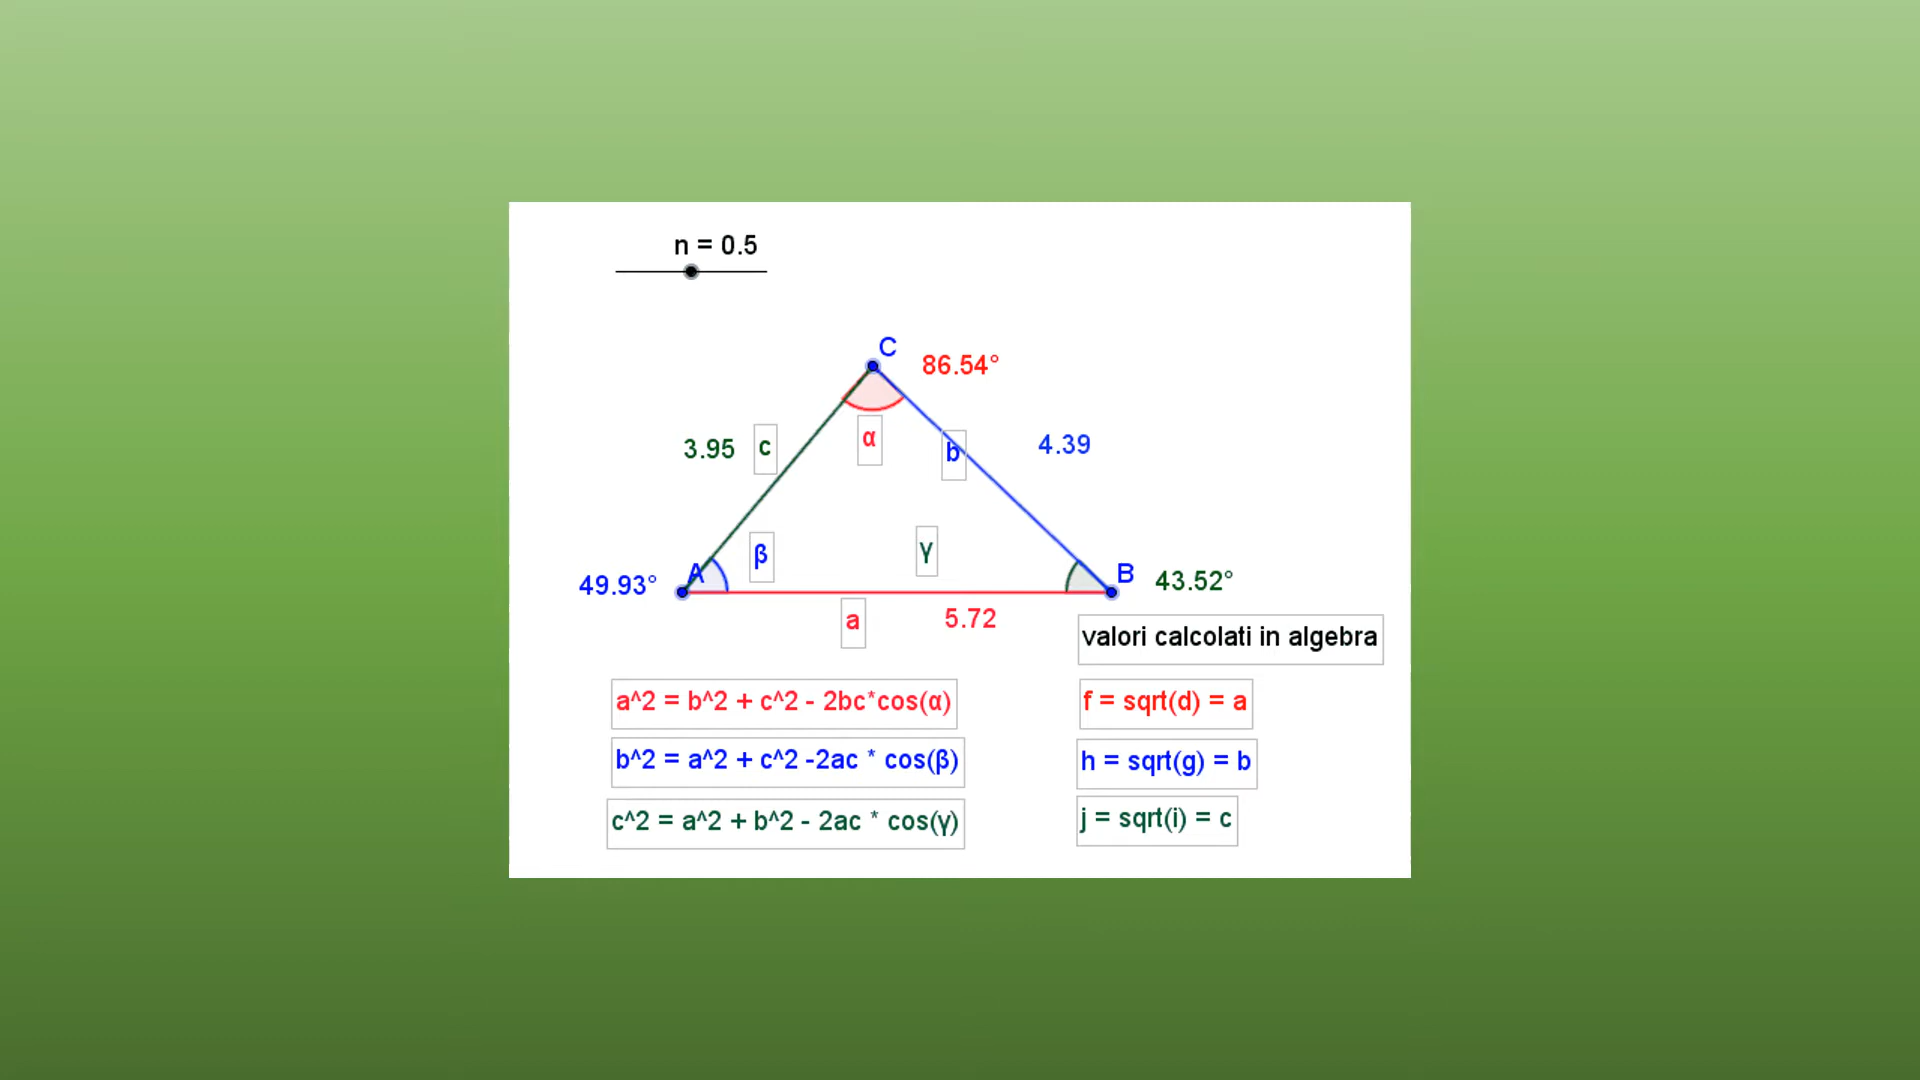 n = 0.5
C
86.54°
3.95
c
α
b
4.39
β
γ
49.93°
A
B
43.52°
a
5.72
valori calcolati in algebra
a^2 = b^2 + c^2 - 2bc*cos(α)
f = sqrt(d) = a
b^2 = a^2 + c^2 -2ac * cos(β)
h = sqrt(g) = b
c^2 = a^2 + b^2 - 2ac * cos(γ)
j = sqrt(i) = c